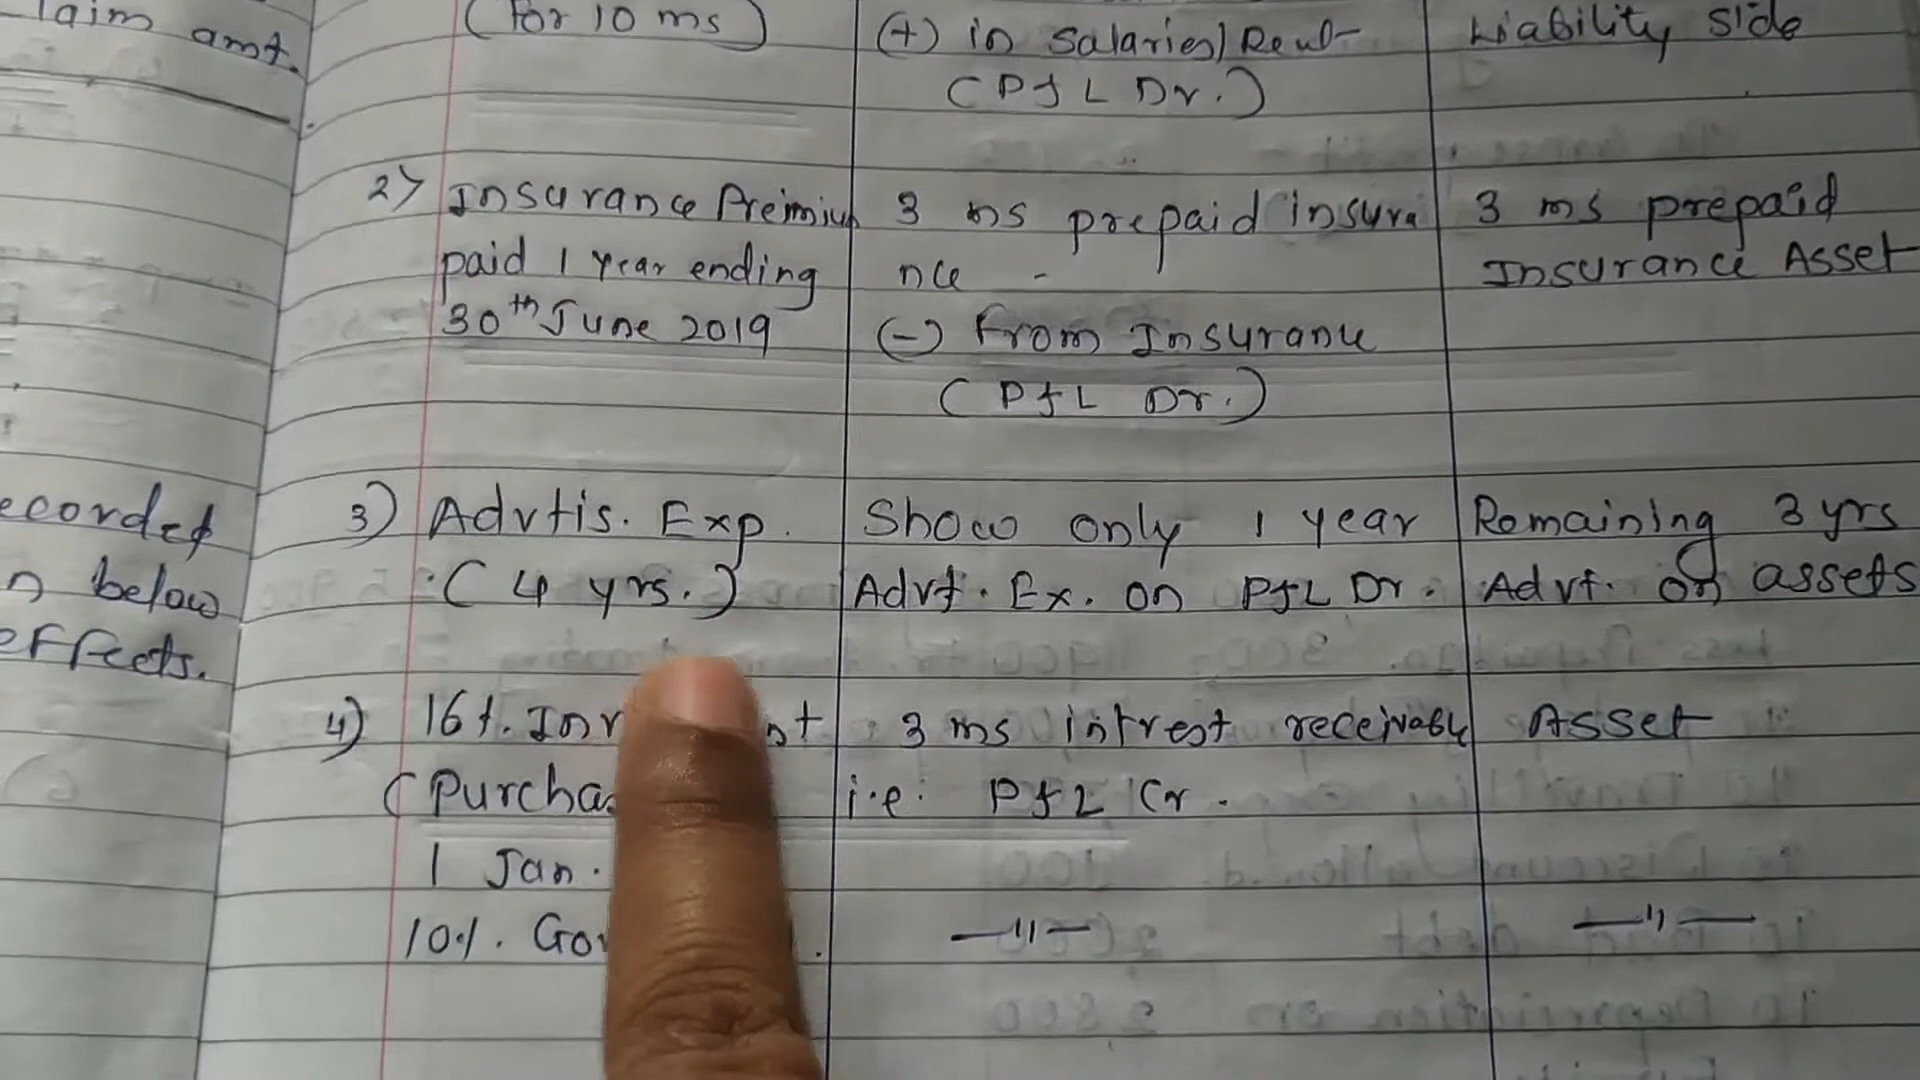 laim amt.
(For 10 ms)
(+) in salaries/Rent
(P&L Dr.)
Liability side
2) Insurance Premium
paid 1 year ending
30th June 2019
3 ms prepaid insura
nce -
(-) From Insurance
(P&L Dr.)
3 ms prepaid
Insurance Asset
ecorded
n below
effects.
3) Advtis. Exp.
(4 yrs.)
Show only 1 year
Advt. Ex. on P&L Dr.
Remaining 3 yrs
Advt. on assets
4) 16%. Inv nt
(Purcha
1 Jan.
10%. Gov
3 ms intrest receivable
i.e. P&L Cr.
Asset
—"—
—"—